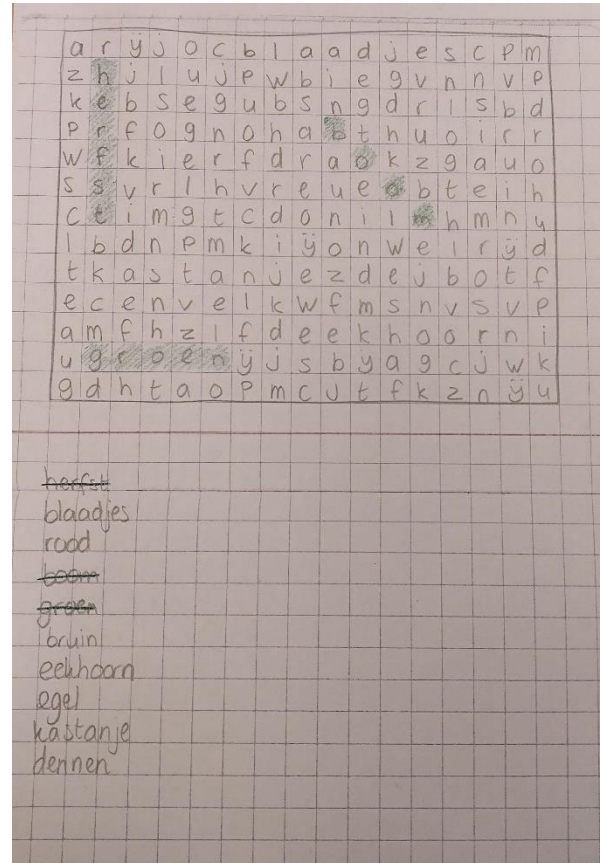 a r ÿ j o c b l a a d j e s c p m
z h j l u j p w b i e g v n n v p
k e b s e g u b s n g d r l s b d
p r f o g n o h a b t h u o i r r
w f k i e r f d r a o k z g a u o
s s v r l h v r e u e o b t e i h
c t i m g t c d o n i l m h m n u
l b d n p m k i ÿ o n w e l r ÿ d
t k a s t a n j e z d e j b o t f
e c e n v e l k w f m s n v s v p
a m f h z l f d e e k h o o r n i
u g r o e n ÿ j s b y a g c j w k
g d h t a o p m c u t f k z n ÿ u
herfst
blaadjes
rood
boom
groen
bruin
eekhoorn
egel
kastanje
dennen